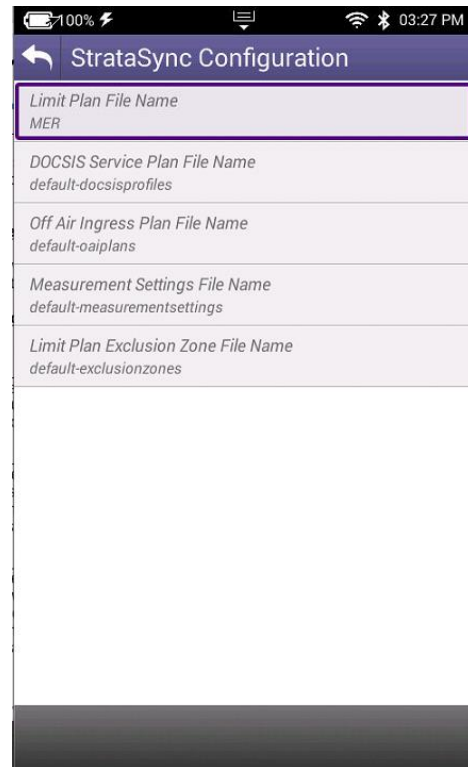 100% 03:27 PM
StrataSync Configuration
Limit Plan File Name
MER
DOCSIS Service Plan File Name
default-docsisprofiles
Off Air Ingress Plan File Name
default-oaiplans
Measurement Settings File Name
default-measurementsettings
Limit Plan Exclusion Zone File Name
default-exclusionzones